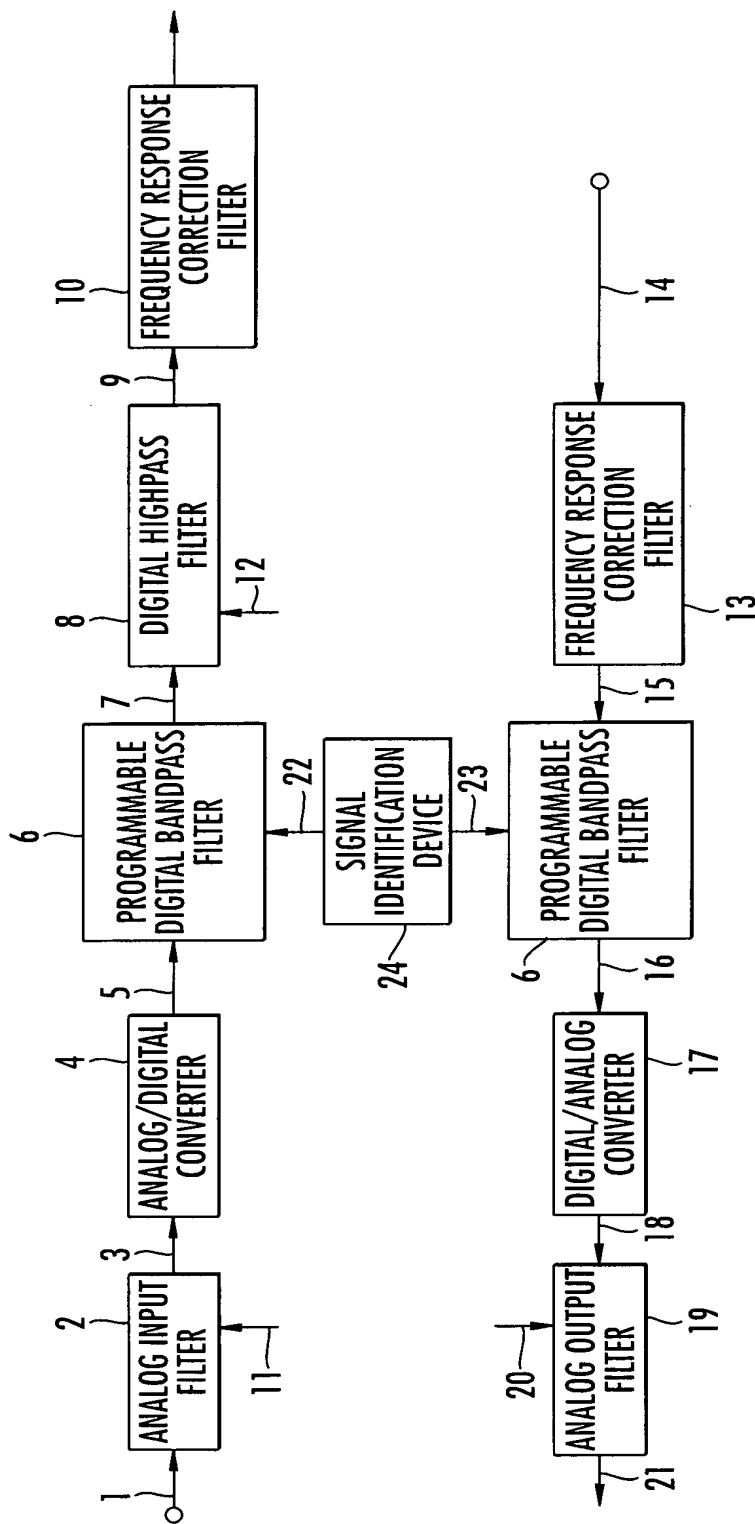 1
2
ANALOG INPUT
FILTER
11
3
4
ANALOG/DIGITAL
CONVERTER
5
6
PROGRAMMABLE
DIGITAL BANDPASS
FILTER
7
8
DIGITAL HIGHPASS
FILTER
12
9
10
FREQUENCY RESPONSE
CORRECTION
FILTER
22
SIGNAL
IDENTIFICATION
DEVICE
24
23
14
FREQUENCY RESPONSE
CORRECTION
FILTER
13
15
PROGRAMMABLE
DIGITAL BANDPASS
FILTER
6
16
DIGITAL/ANALOG
CONVERTER
17
18
20
ANALOG OUTPUT
FILTER
19
21